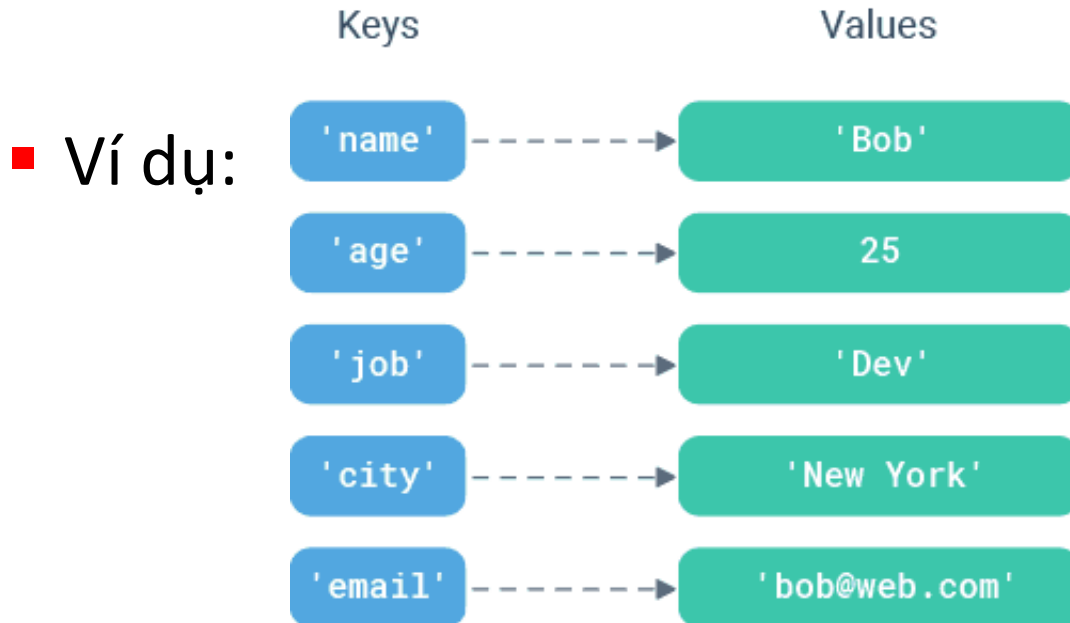 Keys Values
▪ Ví dụ:
'name' 'Bob'
'age' 25
'job' 'Dev'
'city' 'New York'
'email' 'bob@web.com'